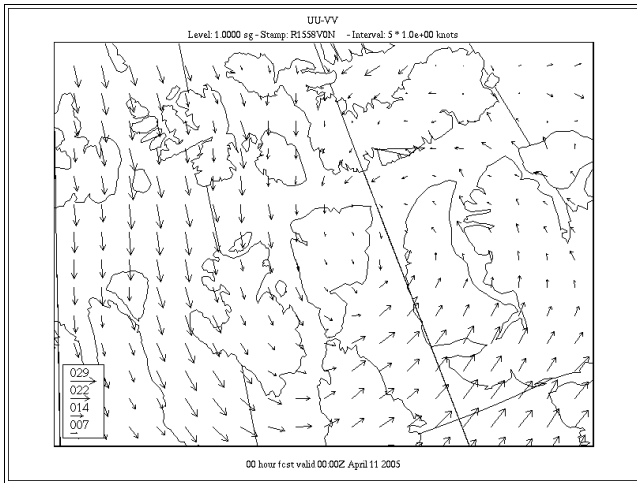 UU-VV
Level: 1.0000 sg - Stamp: R1558V0N - Interval: 5 * 1.0e+00 knots
029
022
014
007
00 hour fcst valid 00:00Z April 11 2005